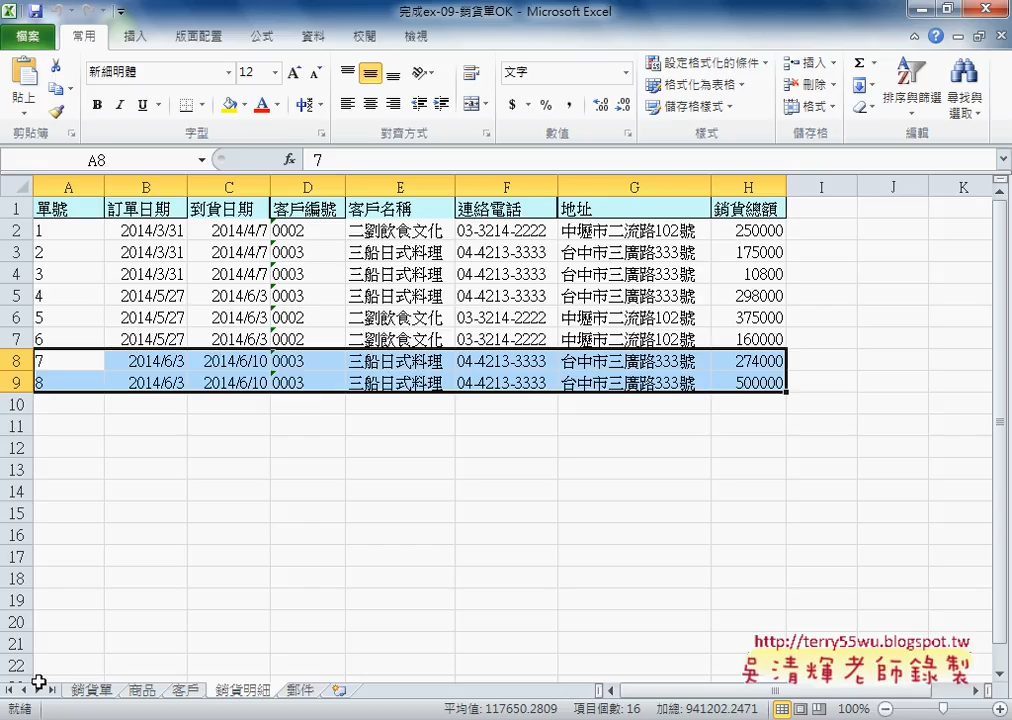 完成ex-09-銷貨單OK - Microsoft Excel
檔案 常用 插入 版面配置 公式 資料 校閱 檢視
貼上 新細明體 12 文字 設定格式化的條件 格式化為表格 儲存格樣式 插入 刪除 格式 排序與篩選 尋找與選取
B I U A A A 中 $ % , Σ
剪貼簿 字型 對齊方式 數值 樣式 儲存格 編輯
A8 fx 7
A B C D E F G H I J K
1 單號 訂單日期 到貨日期 客戶編號 客戶名稱 連絡電話 地址 銷貨總額
2 1 2014/3/31 2014/4/7 0002 二劉飲食文化 03-3214-2222 中壢市二流路102號 250000
3 2 2014/3/31 2014/4/7 0003 三船日式料理 04-4213-3333 台中市三廣路333號 175000
4 3 2014/3/31 2014/4/7 0003 三船日式料理 04-4213-3333 台中市三廣路333號 10800
5 4 2014/5/27 2014/6/3 0003 三船日式料理 04-4213-3333 台中市三廣路333號 298000
6 5 2014/5/27 2014/6/3 0002 二劉飲食文化 03-3214-2222 中壢市二流路102號 375000
7 6 2014/5/27 2014/6/3 0002 二劉飲食文化 03-3214-2222 中壢市二流路102號 160000
8 7 2014/6/3 2014/6/10 0003 三船日式料理 04-4213-3333 台中市三廣路333號 274000
9 8 2014/6/3 2014/6/10 0003 三船日式料理 04-4213-3333 台中市三廣路333號 500000
10
11
12
13
14
15
16
17
18
19
20
21
22
http://terry55wu.blogspot.tw
吳清輝老師錄製
銷貨單 商品 客戶 銷貨明細 郵件
就緒 平均值: 117650.2809 項目個數: 16 加總: 941202.2471 100%